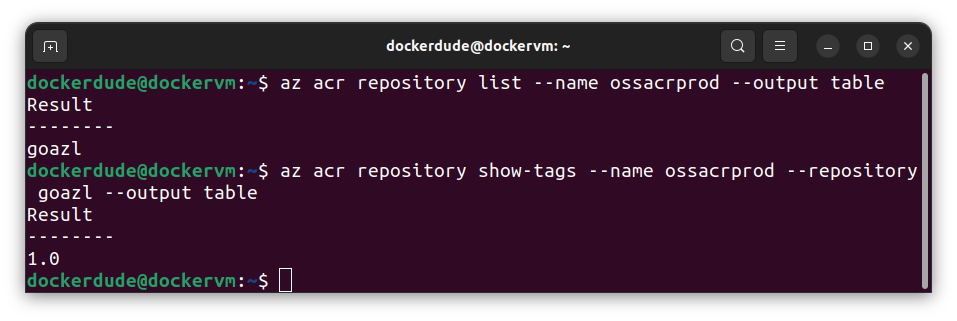 dockerdude@dockervm: ~
dockerdude@dockervm:~$ az acr repository list --name ossacrprod --output table
Result
--------
goazl
dockerdude@dockervm:~$ az acr repository show-tags --name ossacrprod --repository
 goazl --output table
Result
--------
1.0
dockerdude@dockervm:~$